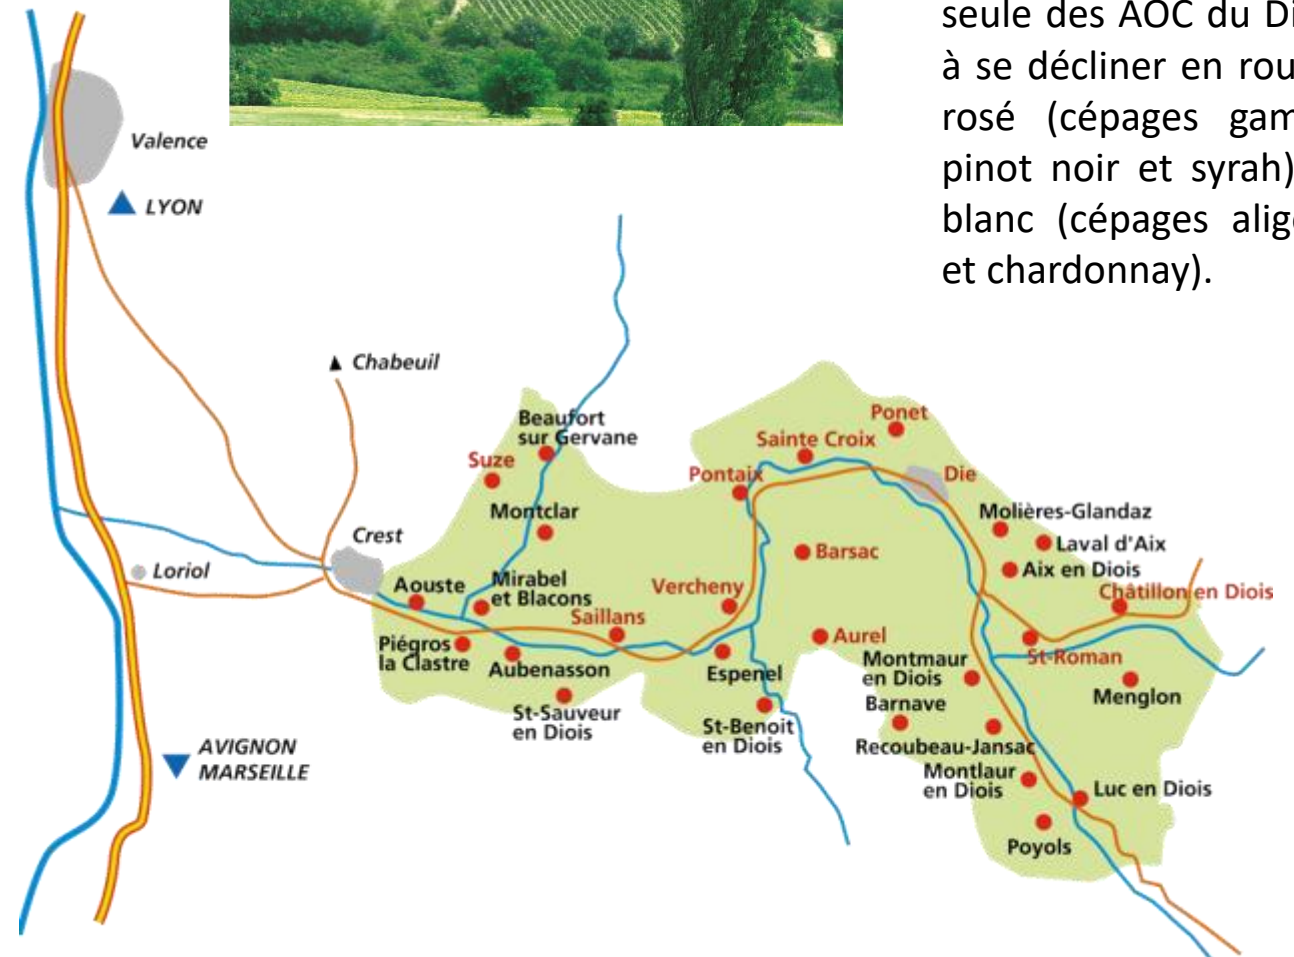 seule des AOC du Di
à se décliner en rou
rosé (cépages gam
pinot noir et syrah)
blanc (cépages aligo
et chardonnay).
Valence
LYON
Chabeuil
Beaufort
sur Gervane
Suze
Montclar
Crest
Loriol
Aouste
Mirabel
et Blacons
Saillans
Piégros
la Clastre
Aubenasson
St-Sauveur
en Diois
Ponet
Sainte Croix
Pontaix
Die
Molières-Glandaz
Laval d'Aix
Aix en Diois
Châtillon en Diois
Barsac
Vercheny
Aurel
Espenel
St-Benoit
en Diois
Montmaur
en Diois
St-Roman
Menglon
Barnave
Recoubeau-Jansac
Montlaur
en Diois
Luc en Diois
Poyols
AVIGNON
MARSEILLE